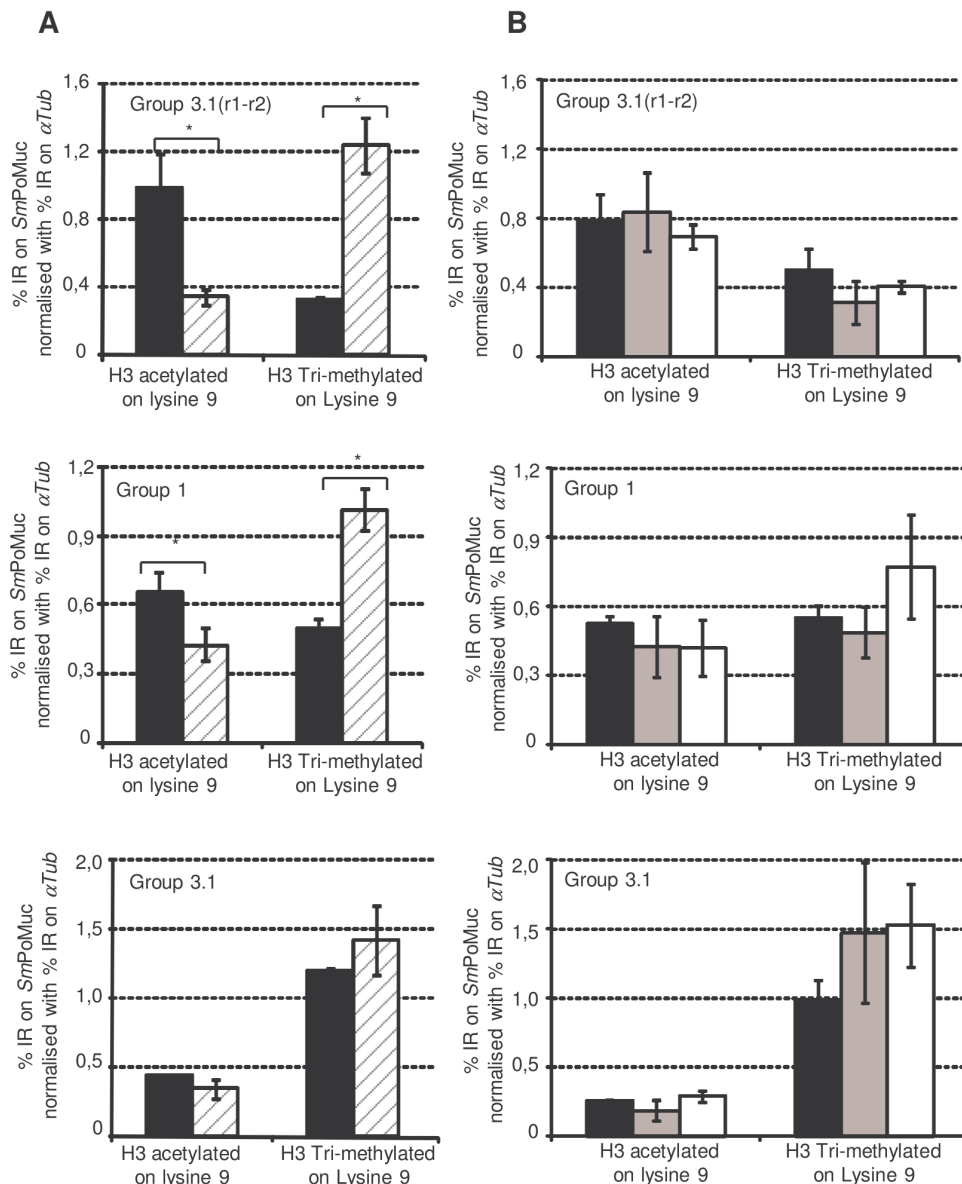 A
% IR on SmPoMuc
normalised with % IR on αTub
1,6
1,2
0,8
0,4
0
Group 3.1(r1-r2)
*
*
H3 acetylated
on lysine 9
H3 Tri-methylated
on Lysine 9
% IR on SmPoMuc
normalised with % IR on αTub
1,2
0,9
0,6
0,3
0
Group 1
*
*
H3 acetylated
on lysine 9
H3 Tri-methylated
on Lysine 9
% IR on SmPoMuc
normalised with % IR on αTub
2,0
1,5
1,0
0,5
0
Group 3.1
H3 acetylated
on lysine 9
H3 Tri-methylated
on Lysine 9
B
% IR on SmPoMuc
normalised with % IR on αTub
1,6
1,2
0,8
0,4
0
Group 3.1(r1-r2)
H3 acetylated
on lysine 9
H3 Tri-methylated
on Lysine 9
% IR on SmPoMuc
normalised with % IR on αTub
1,2
0,9
0,6
0,3
0
Group 1
H3 acetylated
on lysine 9
H3 Tri-methylated
on Lysine 9
% IR on SmPoMuc
normalised with % IR on αTub
2,0
1,5
1,0
0,5
0
Group 3.1
H3 acetylated
on lysine 9
H3 Tri-methylated
on Lysine 9